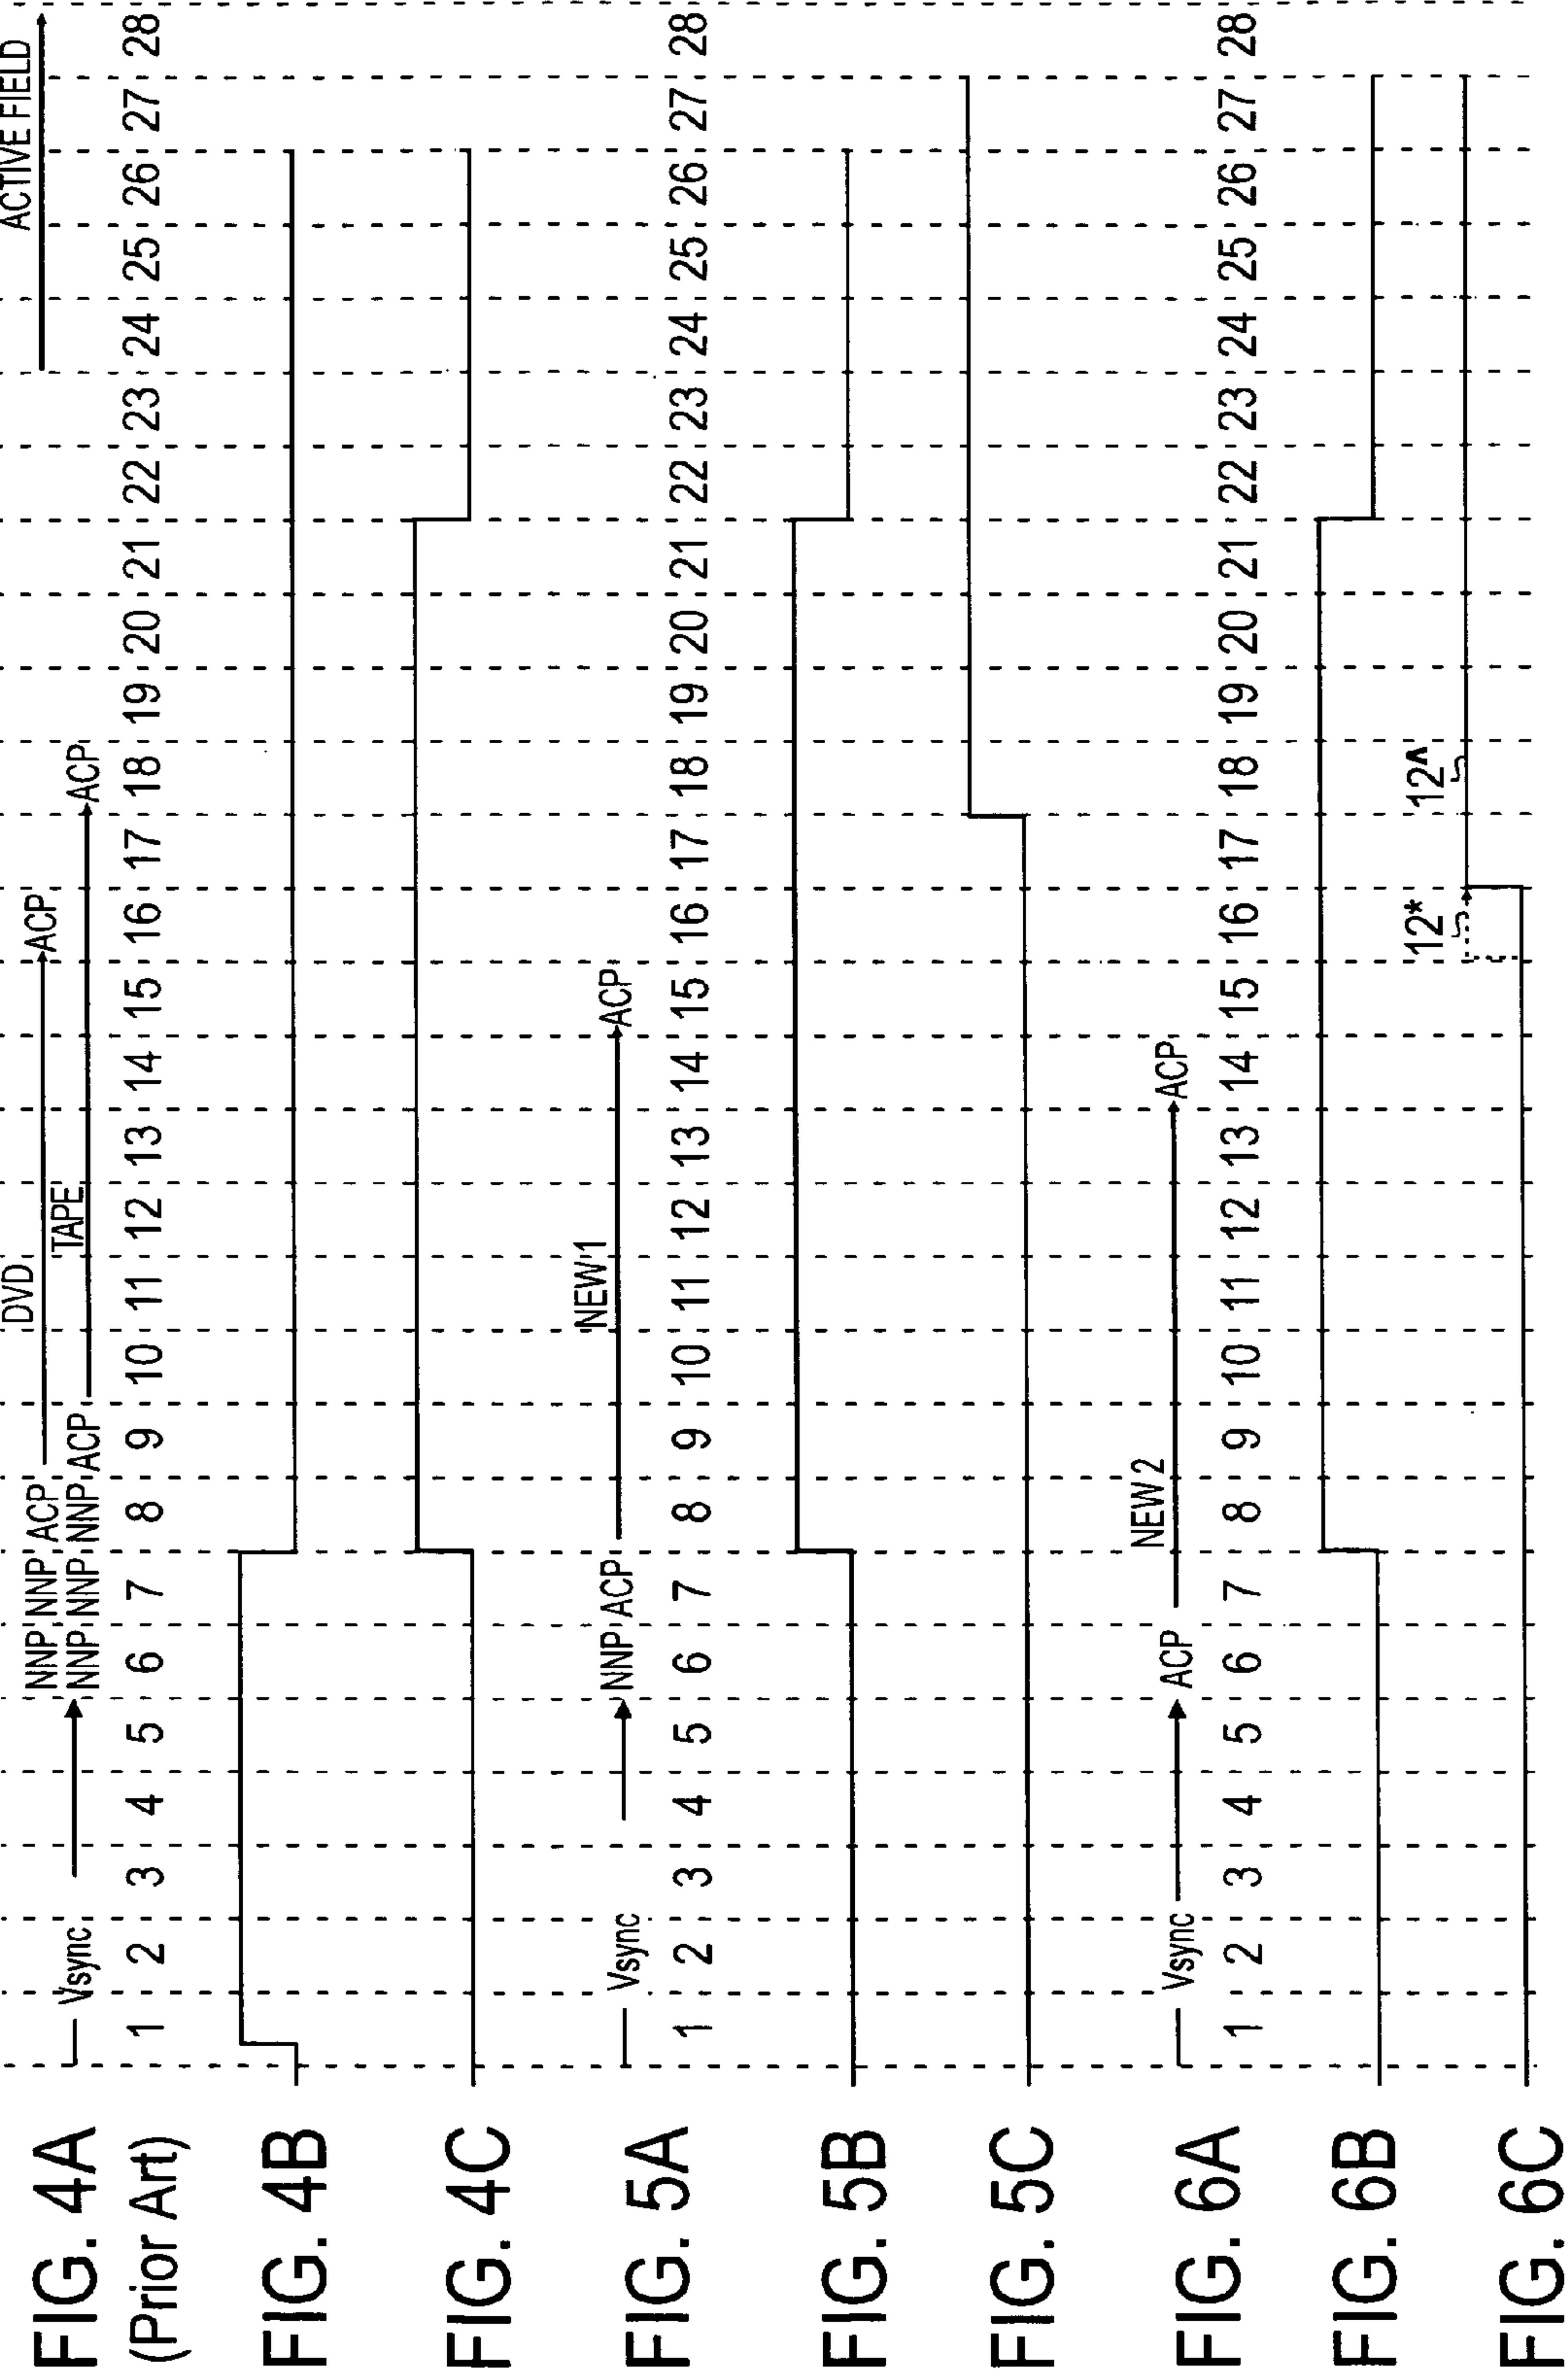 FIG. 4A
(Prior Art)
Vsync
NNP NNP ACP DVD ACP
NNP NNP NNP ACP TAPE ACP
ACTIVE FIELD
1 2 3 4 5 6 7 8 9 10 11 12 13 14 15 16 17 18 19 20 21 22 23 24 25 26 27 28
FIG. 4B
FIG. 4C
FIG. 5A
Vsync NNP ACP NEW 1 ACP
1 2 3 4 5 6 7 8 9 10 11 12 13 14 15 16 17 18 19 20 21 22 23 24 25 26 27 28
FIG. 5B
FIG. 5C
FIG. 6A
Vsync ACP NEW 2 ACP
1 2 3 4 5 6 7 8 9 10 11 12 13 14 15 16 17 18 19 20 21 22 23 24 25 26 27 28
FIG. 6B
FIG. 6C
12* 12^